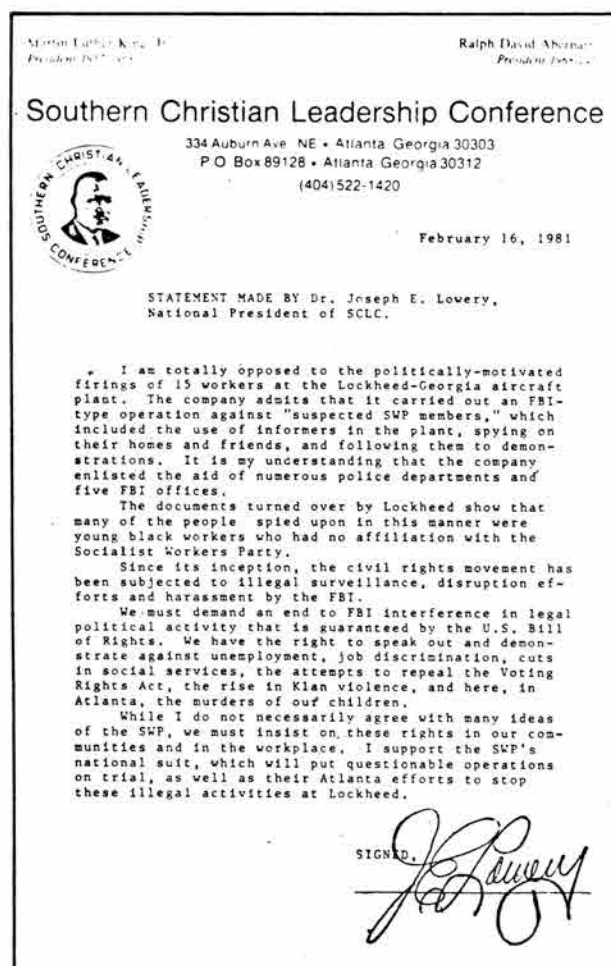 Martin Luther King, Jr.
President 1957-1968
Ralph David Abernathy
President 1968-
Southern Christian Leadership Conference
334 Auburn Ave NE • Atlanta Georgia 30303
P.O Box 89128 • Atlanta Georgia 30312
(404) 522-1420
SOUTHERN CHRISTIAN LEADERSHIP
CONFERENCE
February 16, 1981
STATEMENT MADE BY Dr. Joseph E. Lowery,
National President of SCLC.
I am totally opposed to the politically-motivated
firings of 15 workers at the Lockheed-Georgia aircraft
plant. The company admits that it carried out an FBI-
type operation against "suspected SWP members," which
included the use of informers in the plant, spying on
their homes and friends, and following them to demon-
strations. It is my understanding that the company
enlisted the aid of numerous police departments and
five FBI offices.
The documents turned over by Lockheed show that
many of the people spied upon in this manner were
young black workers who had no affiliation with the
Socialist Workers Party.
Since its inception, the civil rights movement has
been subjected to illegal surveillance, disruption ef-
forts and harassment by the FBI.
We must demand an end to FBI interference in legal
political activity that is guaranteed by the U.S. Bill
of Rights. We have the right to speak out and demon-
strate against unemployment, job discrimination, cuts
in social services, the attempts to repeal the Voting
Rights Act, the rise in Klan violence, and here, in
Atlanta, the murders of our children.
While I do not necessarily agree with many ideas
of the SWP, we must insist on these rights in our com-
munities and in the workplace. I support the SWP's
national suit, which will put questionable operations
on trial, as well as their Atlanta efforts to stop
these illegal activities at Lockheed.
SIGNED,
J E Lowery